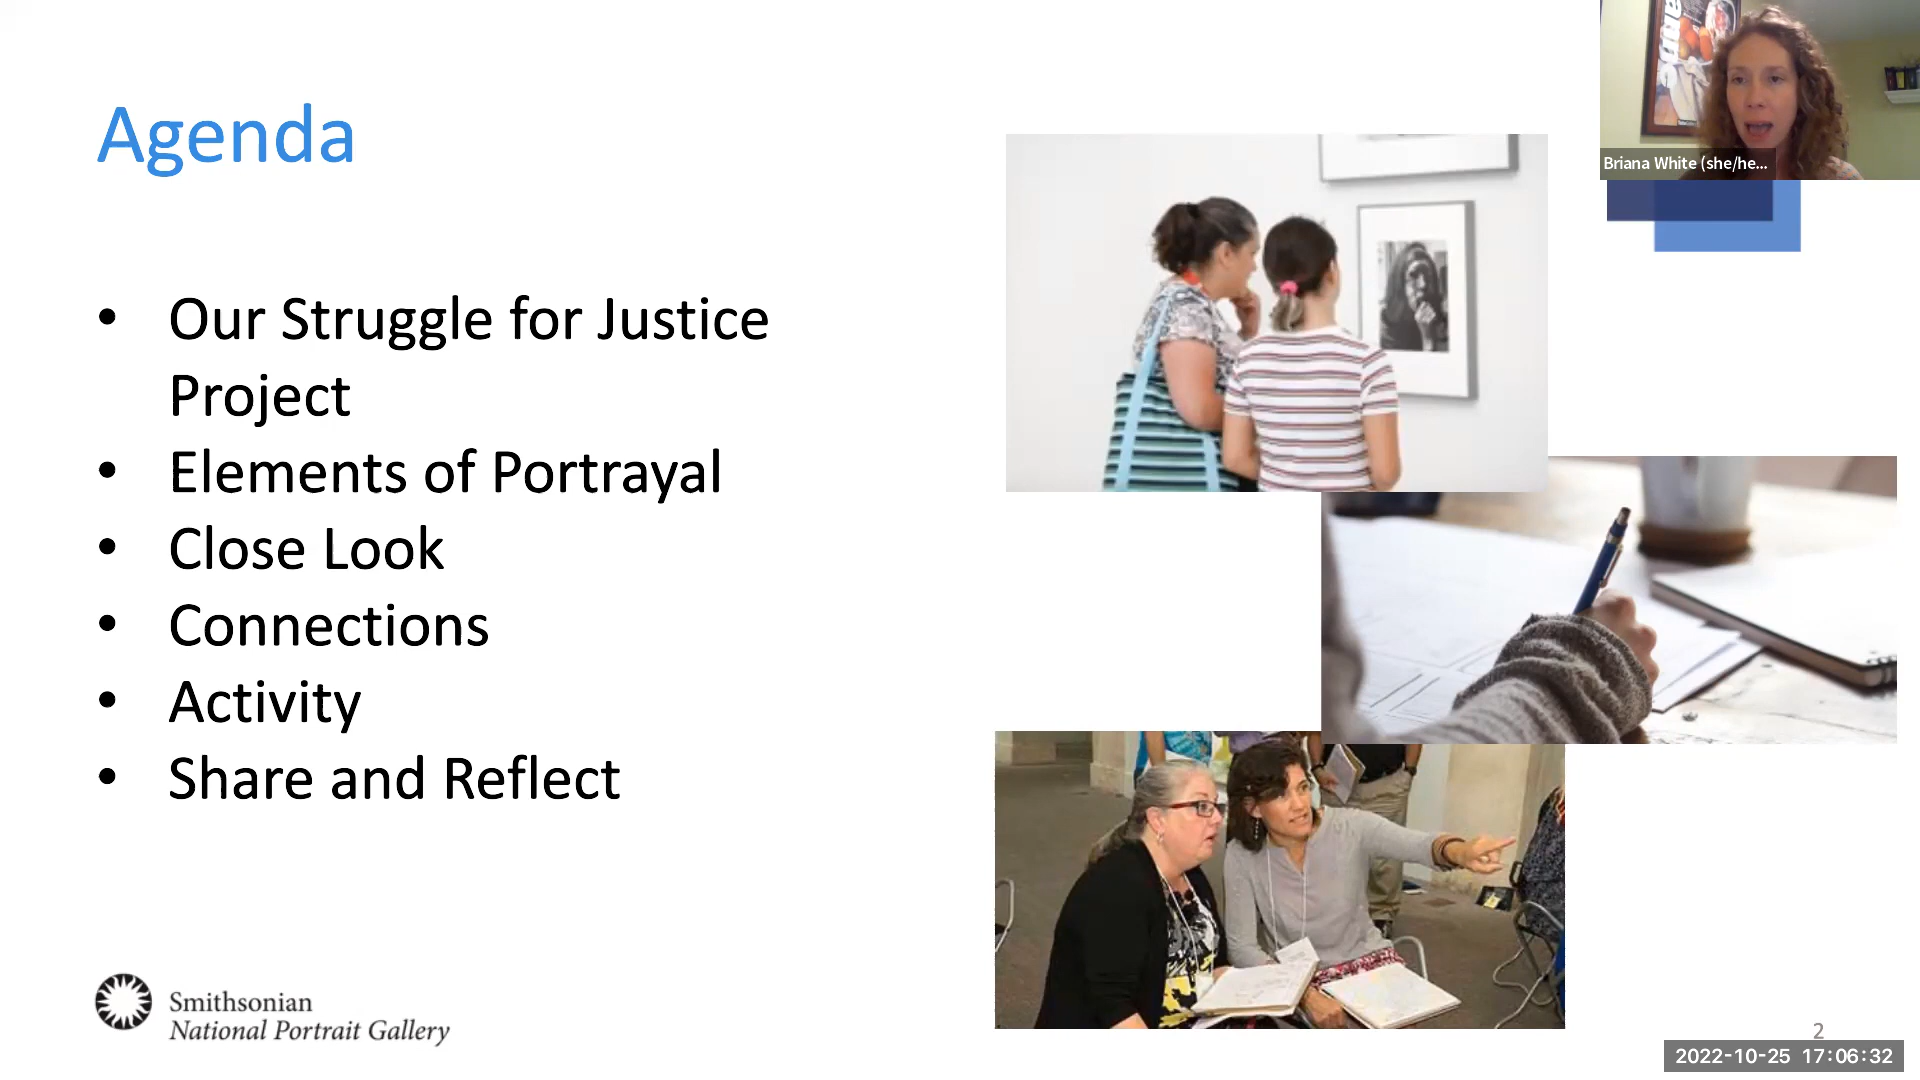 Agenda
• Our Struggle for Justice
Project
• Elements of Portrayal
• Close Look
• Connections
• Activity
• Share and Reflect
Smithsonian
National Portrait Gallery
Briana White (she/he...
2
2022-10-25 17:06:32